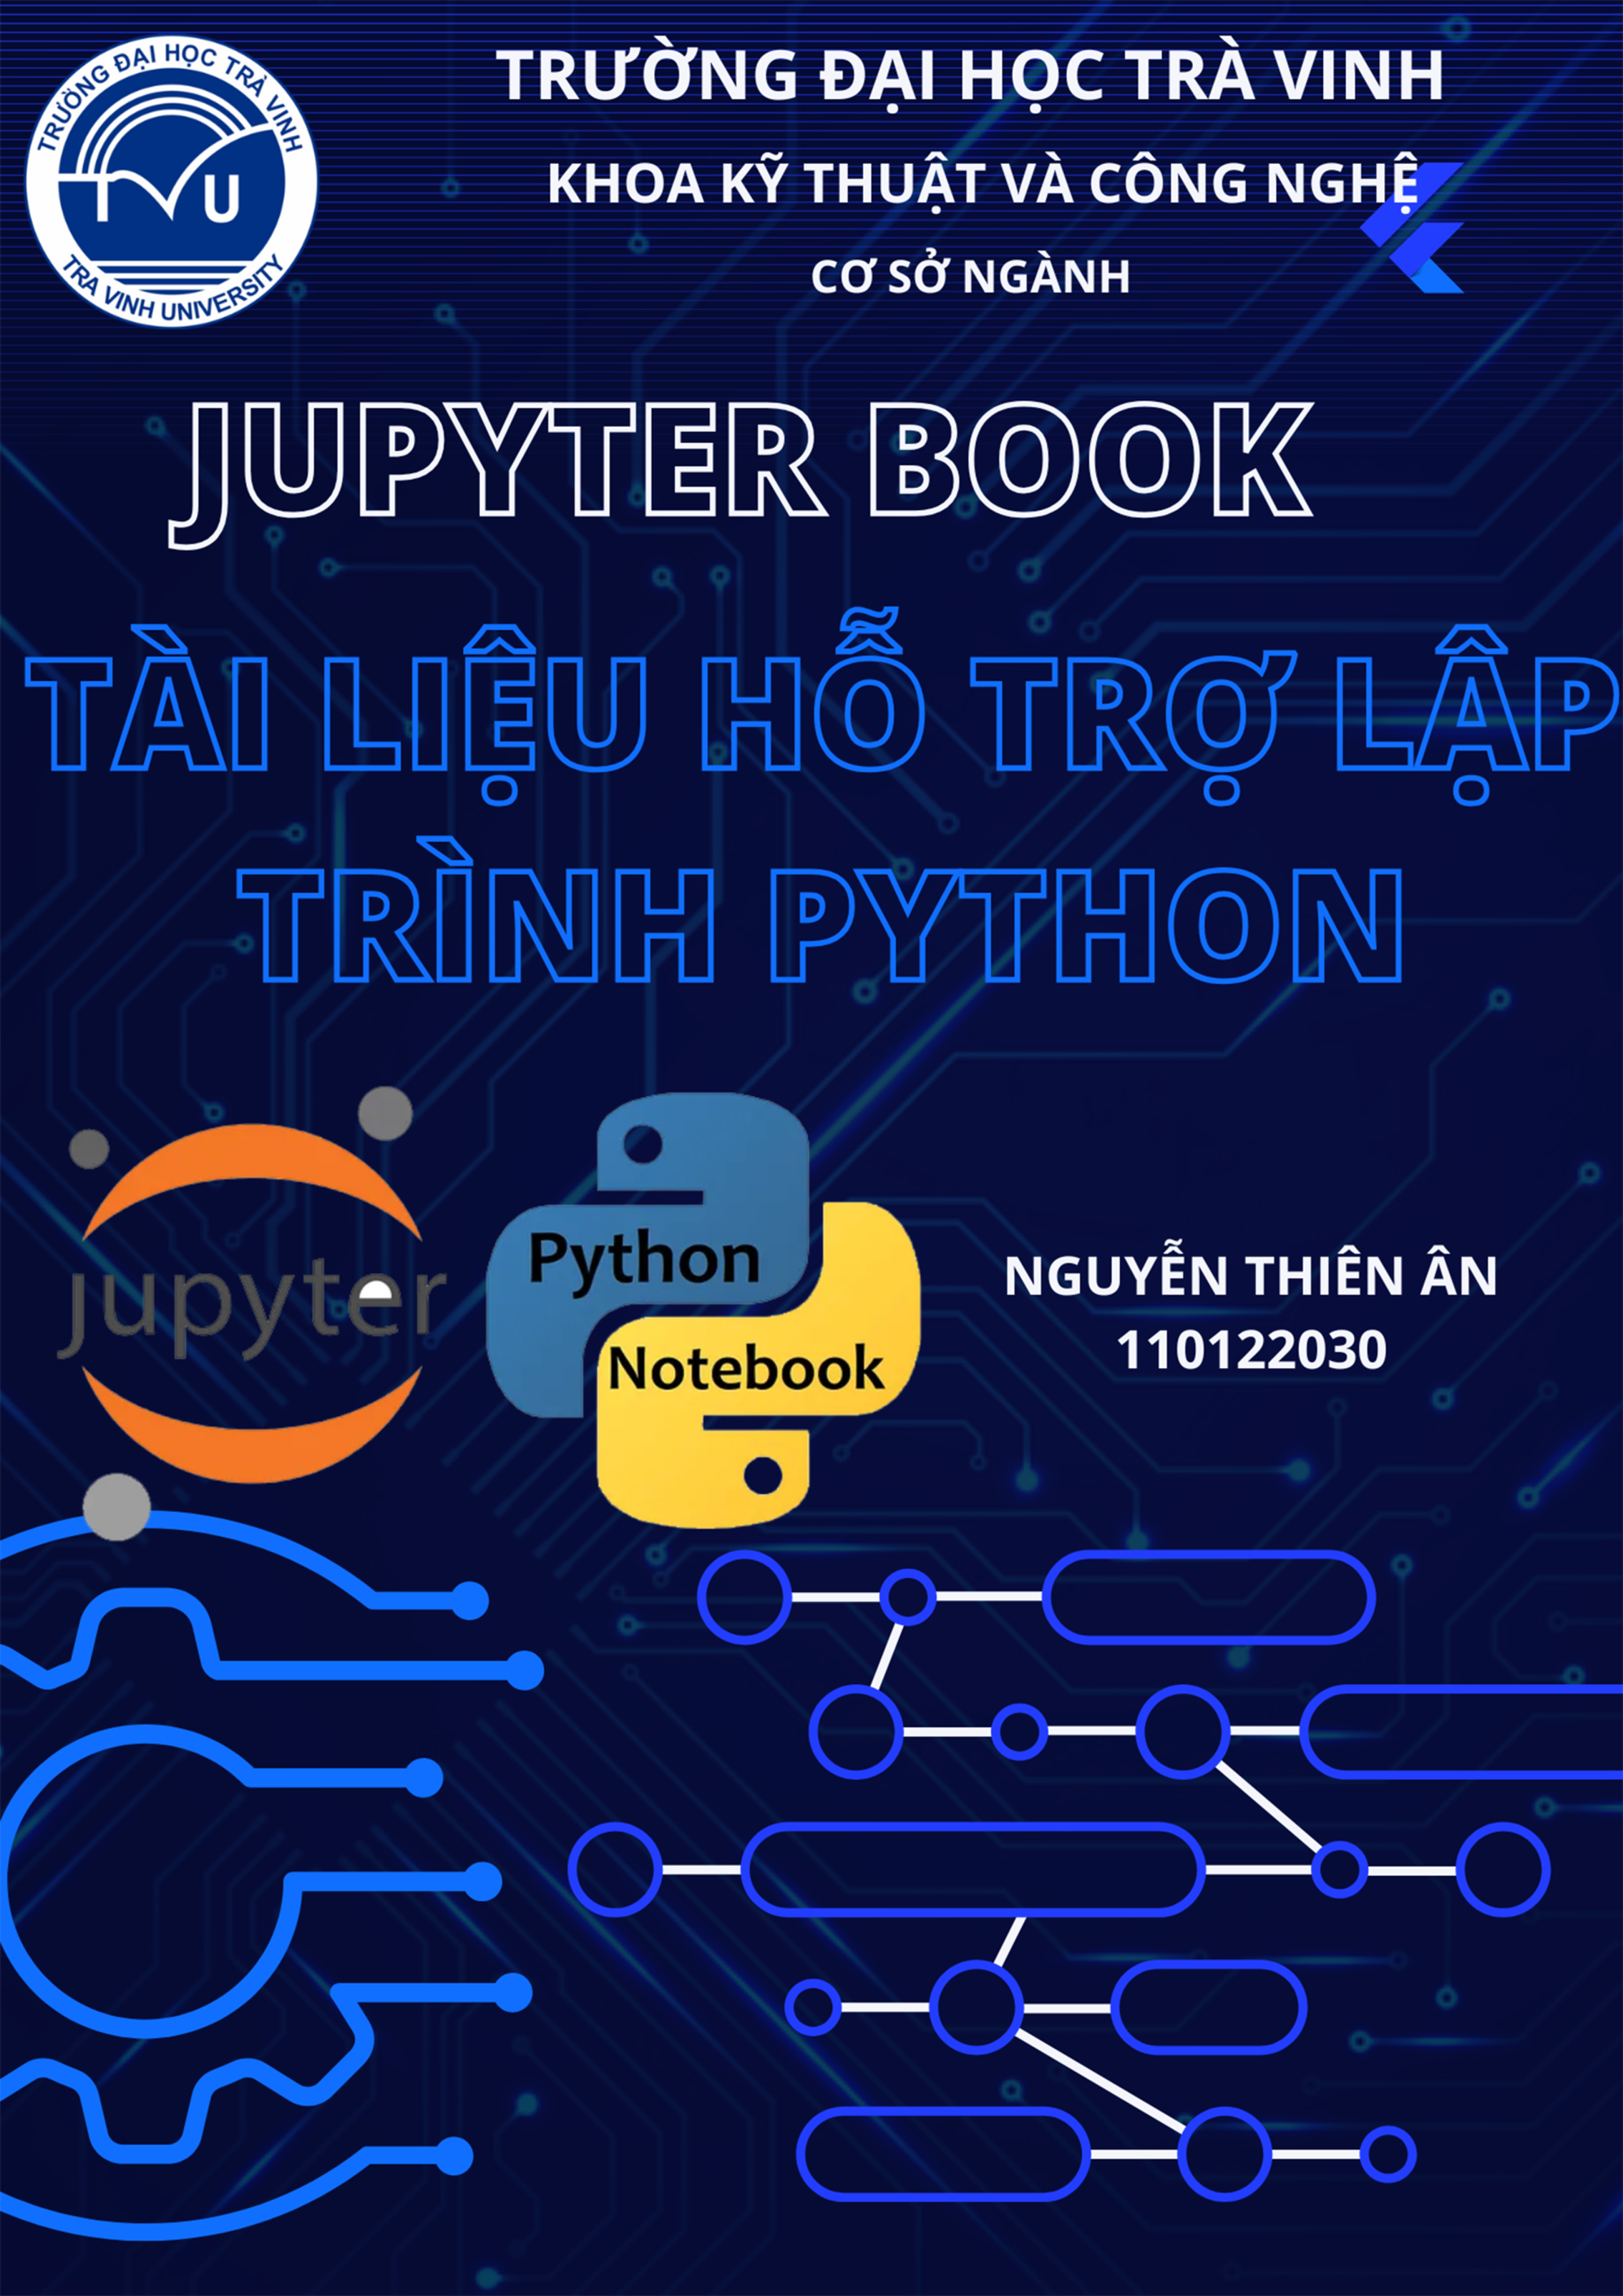 TRƯỜNG ĐẠI HỌC TRÀ VINH
TRA VINH UNIVERSITY
TVU
TRƯỜNG ĐẠI HỌC TRÀ VINH
KHOA KỸ THUẬT VÀ CÔNG NGHỆ
CƠ SỞ NGÀNH
JUPYTER BOOK
TÀI LIỆU HỖ TRỢ LẬP
TRÌNH PYTHON
jupyter
Python
Notebook
NGUYỄN THIÊN ÂN
110122030